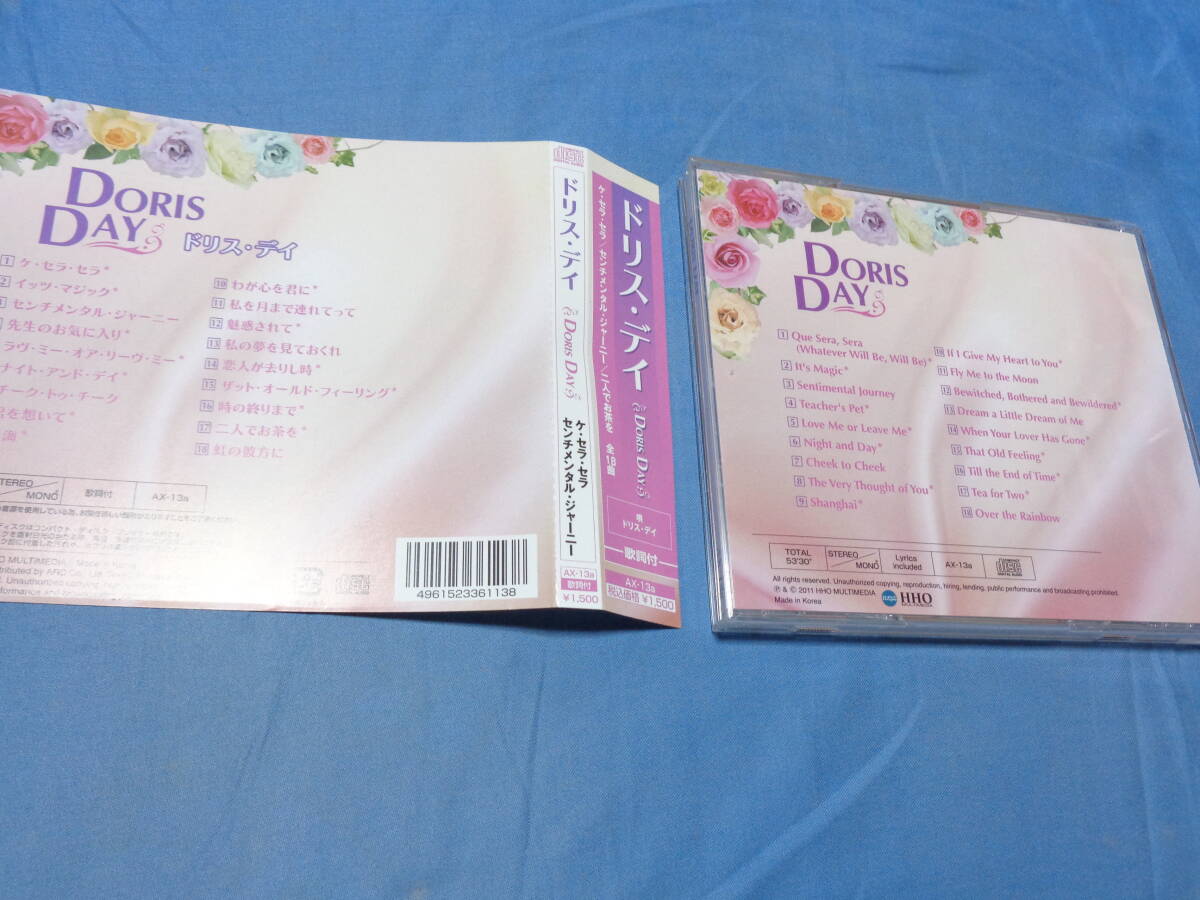 DORIS
DAY
ドリス・デイ
1 ケ・セラ・セラ*
2 イッツ・マジック*
3 センチメンタル・ジャーニー
先生のお気に入り*
ラヴ・ミー・オア・リーヴ・ミー*
ナイト・アンド・デイ*
チーク・トゥ・チーク
を想いて*
10 わが心を君に*
11 私を月まで連れてって
12 魅惑されて*
13 私の夢を見ておくれ
14 恋人が去りし時*
15 ザット・オールド・フィーリング*
16 時の終りまで*
17 二人でお茶を*
18 虹の彼方に
STEREO
MONO
歌詞付
AX-13a
4961523361138
ドリス・デイ
DORIS DAY
ケ・セラ・セラ
センチメンタル・ジャーニー
AX-13a
歌詞付
¥1,500
ドリス・デイ
ケ・セラ・セラ/センチメンタル・ジャーニー/二人でお茶を 全18曲
DORIS DAY
唄
ドリス・デイ
歌詞付
AX-13a
税込価格 ¥1,500
DORIS
DAY
1 Que Sera, Sera
(Whatever Will Be, Will Be)*
2 It's Magic*
3 Sentimental Journey
4 Teacher's Pet*
5 Love Me or Leave Me*
6 Night and Day*
7 Cheek to Cheek
8 The Very Thought of You*
9 Shanghai*
10 If I Give My Heart to You*
11 Fly Me to the Moon
12 Bewitched, Bothered and Bewildered*
13 Dream a Little Dream of Me
14 When Your Lover Has Gone*
15 That Old Feeling*
16 Till the End of Time*
17 Tea for Two*
18 Over the Rainbow
TOTAL
53'30"
STEREO
MONO
Lyrics
included
AX-13a
COMPACT
disc
DIGITAL AUDIO
All rights reserved. Unauthorized copying, reproduction, hiring, lending, public performance and broadcasting prohibited.
℗ & © 2011 HHO MULTIMEDIA
HHO
MULTIMEDIA
Made in Korea